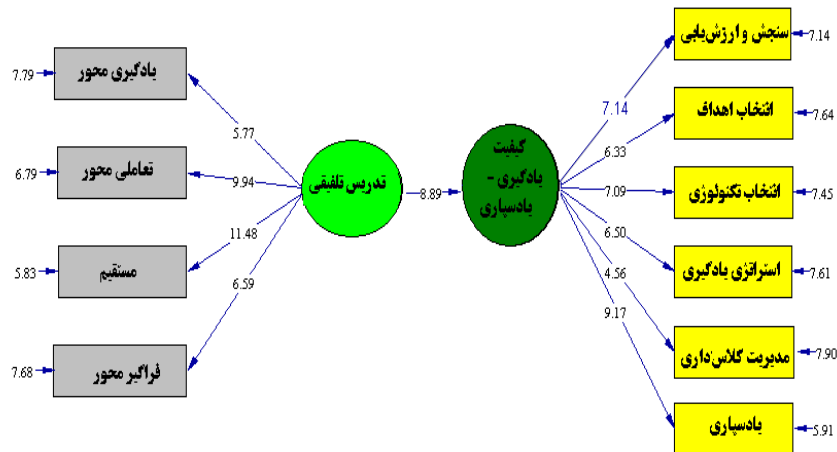 سنجش و ارزش‌یابی
7.14
7.14
انتخاب اهداف
7.64
6.33
انتخاب تکنولوژی
7.45
7.09
استراتژی یادگیری
7.61
6.50
مدیریت کلاس‌داری
7.90
4.56
یادسپاری
5.91
9.17
کیفیت
یادگیری -
یادسپاری
8.89
تدریس تلفیقی
یادگیری محور
7.79
5.77
تعاملی محور
6.79
9.94
مستقیم
5.83
11.48
فراگیر محور
7.68
6.59